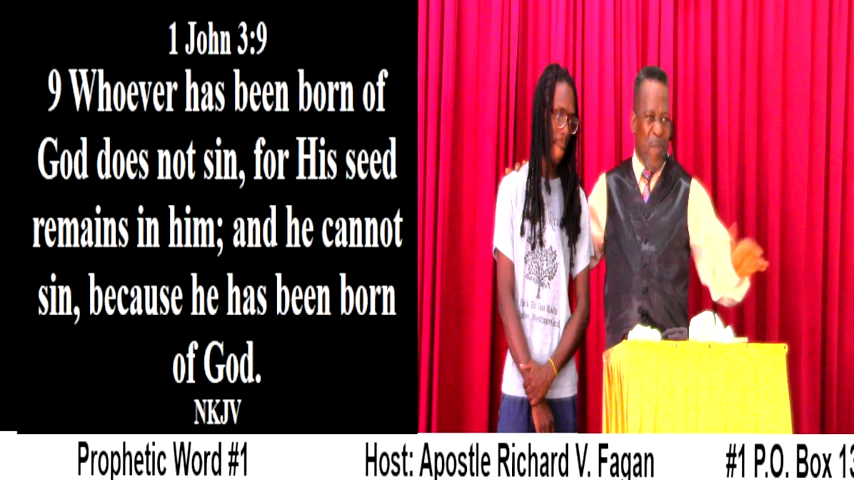 1 John 3:9
9 Whoever has been born of
God does not sin, for His seed
remains in him; and he cannot
sin, because he has been born
of God.
NKJV
Prophetic Word #1 Host: Apostle Richard V. Fagan #1 P.O. Box 13